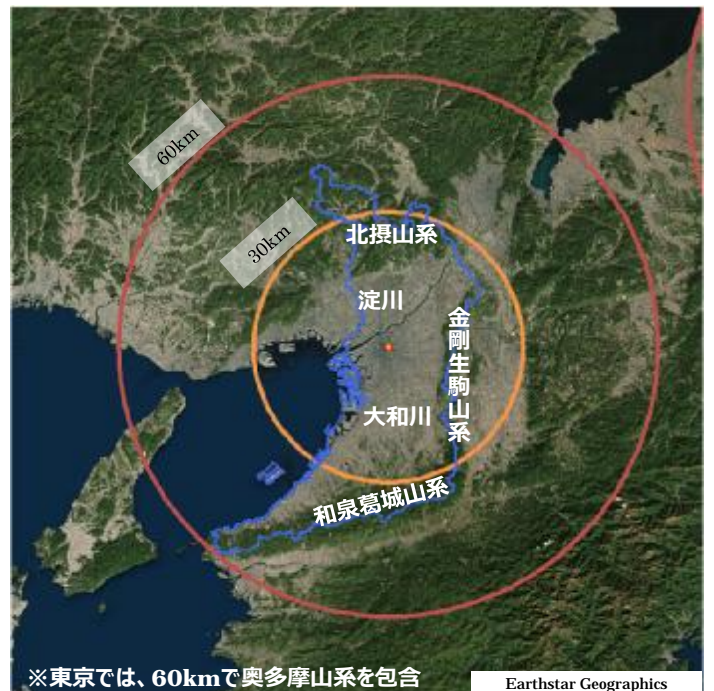 60km
30km
北摂山系
淀川
金剛生駒山系
大和川
和泉葛城山系
※東京では、60kmで奥多摩山系を包含
Earthstar Geographics